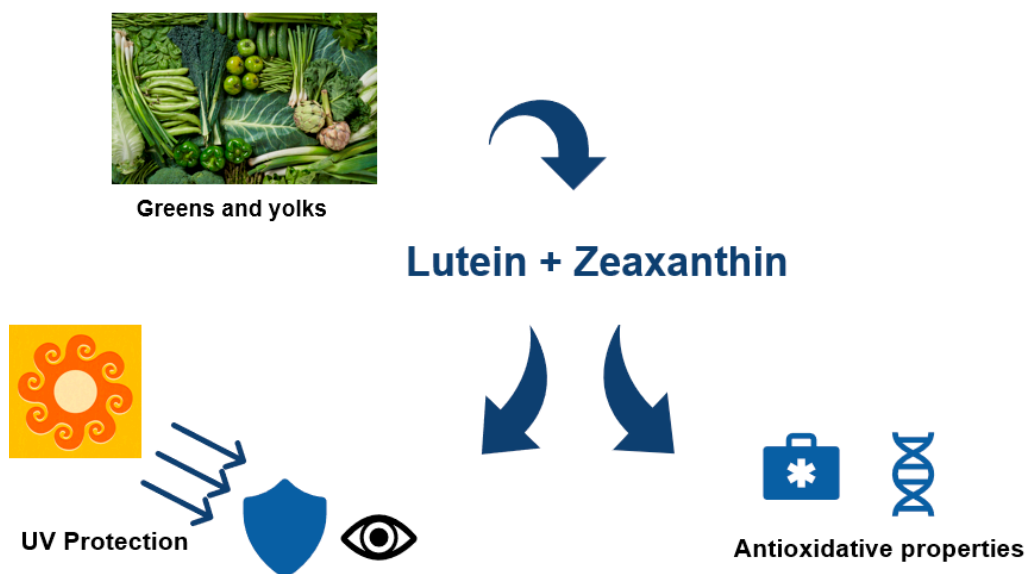 Greens and yolks
Lutein + Zeaxanthin
UV Protection
Antioxidative properties